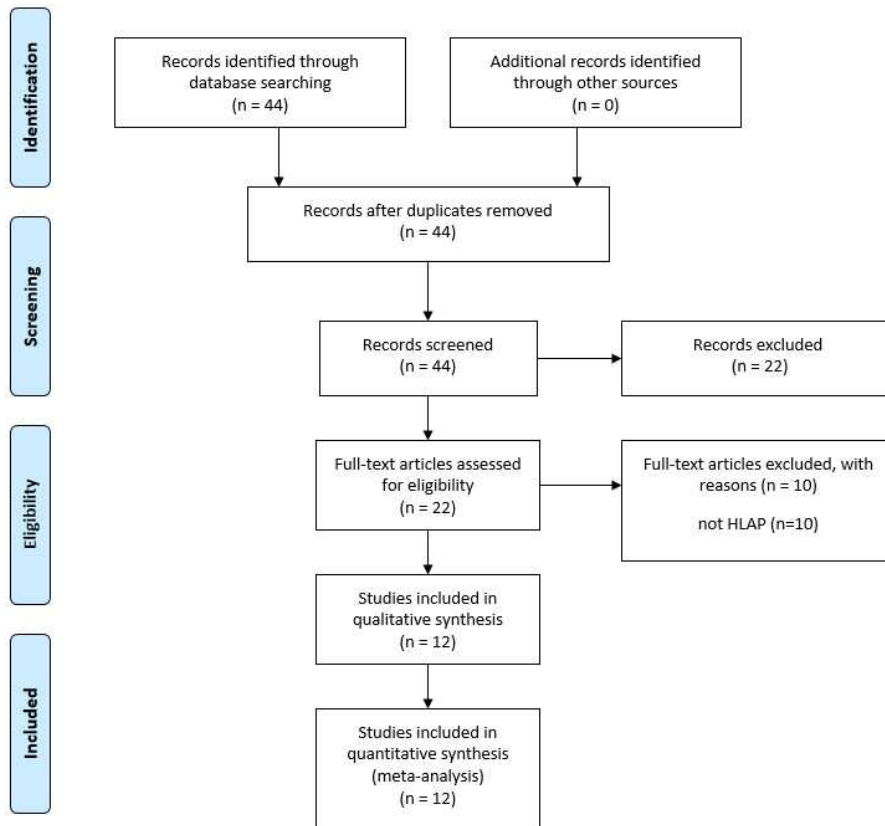 Identification
Records identified through
database searching
(n = 44)
Additional records identified
through other sources
(n = 0)
Records after duplicates removed
(n = 44)
Screening
Records screened
(n = 44)
Records excluded
(n = 22)
Eligibility
Full-text articles assessed
for eligibility
(n = 22)
Full-text articles excluded, with
reasons (n = 10)
not HLAP (n=10)
Studies included in
qualitative synthesis
(n = 12)
Included
Studies included in
quantitative synthesis
(meta-analysis)
(n = 12)